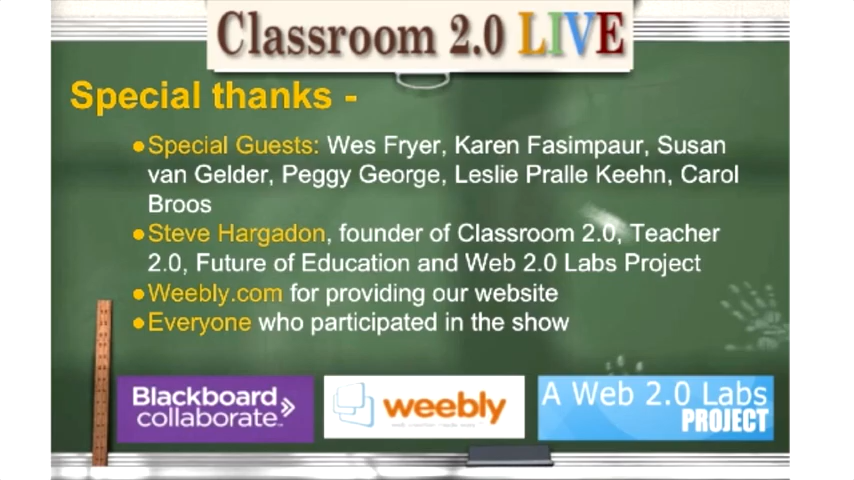 Classroom 2.0 LIVE
Special thanks -
●Special Guests: Wes Fryer, Karen Fasimpaur, Susan
van Gelder, Peggy George, Leslie Pralle Keehn, Carol
Broos
●Steve Hargadon, founder of Classroom 2.0, Teacher
2.0, Future of Education and Web 2.0 Labs Project
●Weebly.com for providing our website
●Everyone who participated in the show
Blackboard
collaborate™
weebly
A Web 2.0 Labs
PROJECT